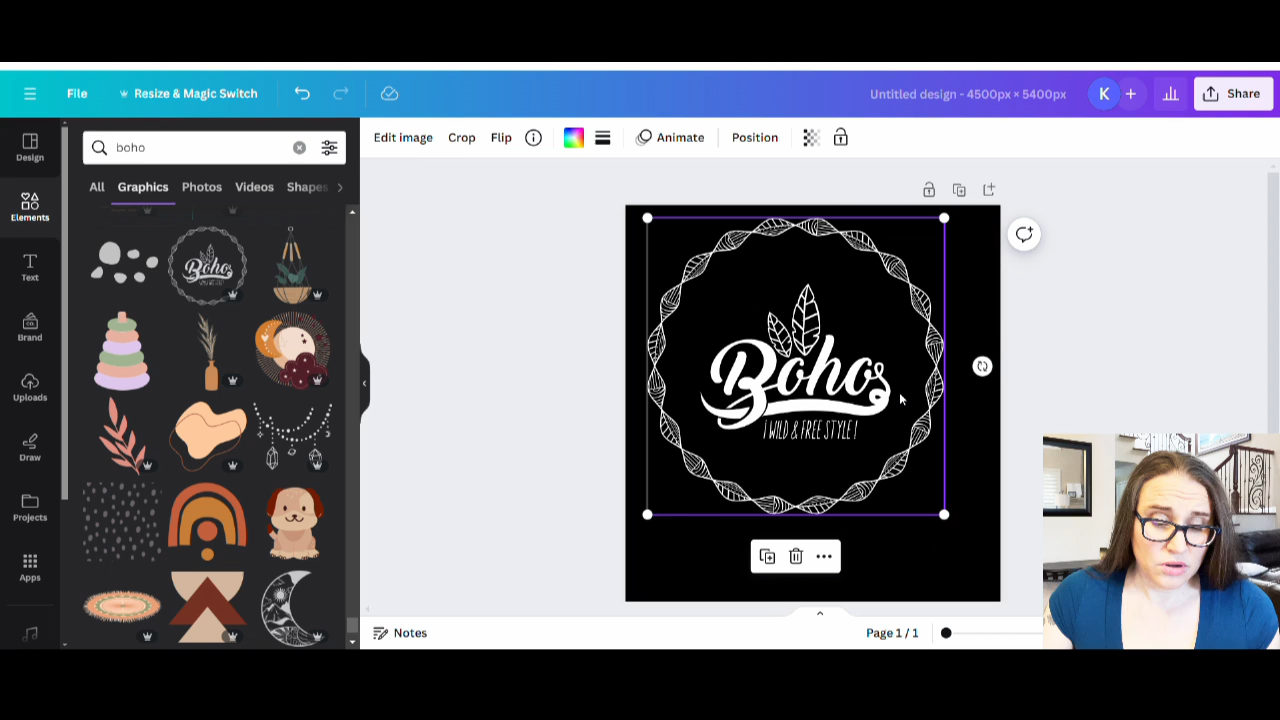 File
Resize & Magic Switch
Untitled design - 4500px × 5400px
K
+
Share
Design
Elements
Text
Brand
Uploads
Draw
Projects
Apps
boho
All
Graphics
Photos
Videos
Shapes
Boho
Edit image
Crop
Flip
Animate
Position
Boho
! WILD & FREE STYLE !
Notes
Page 1 / 1